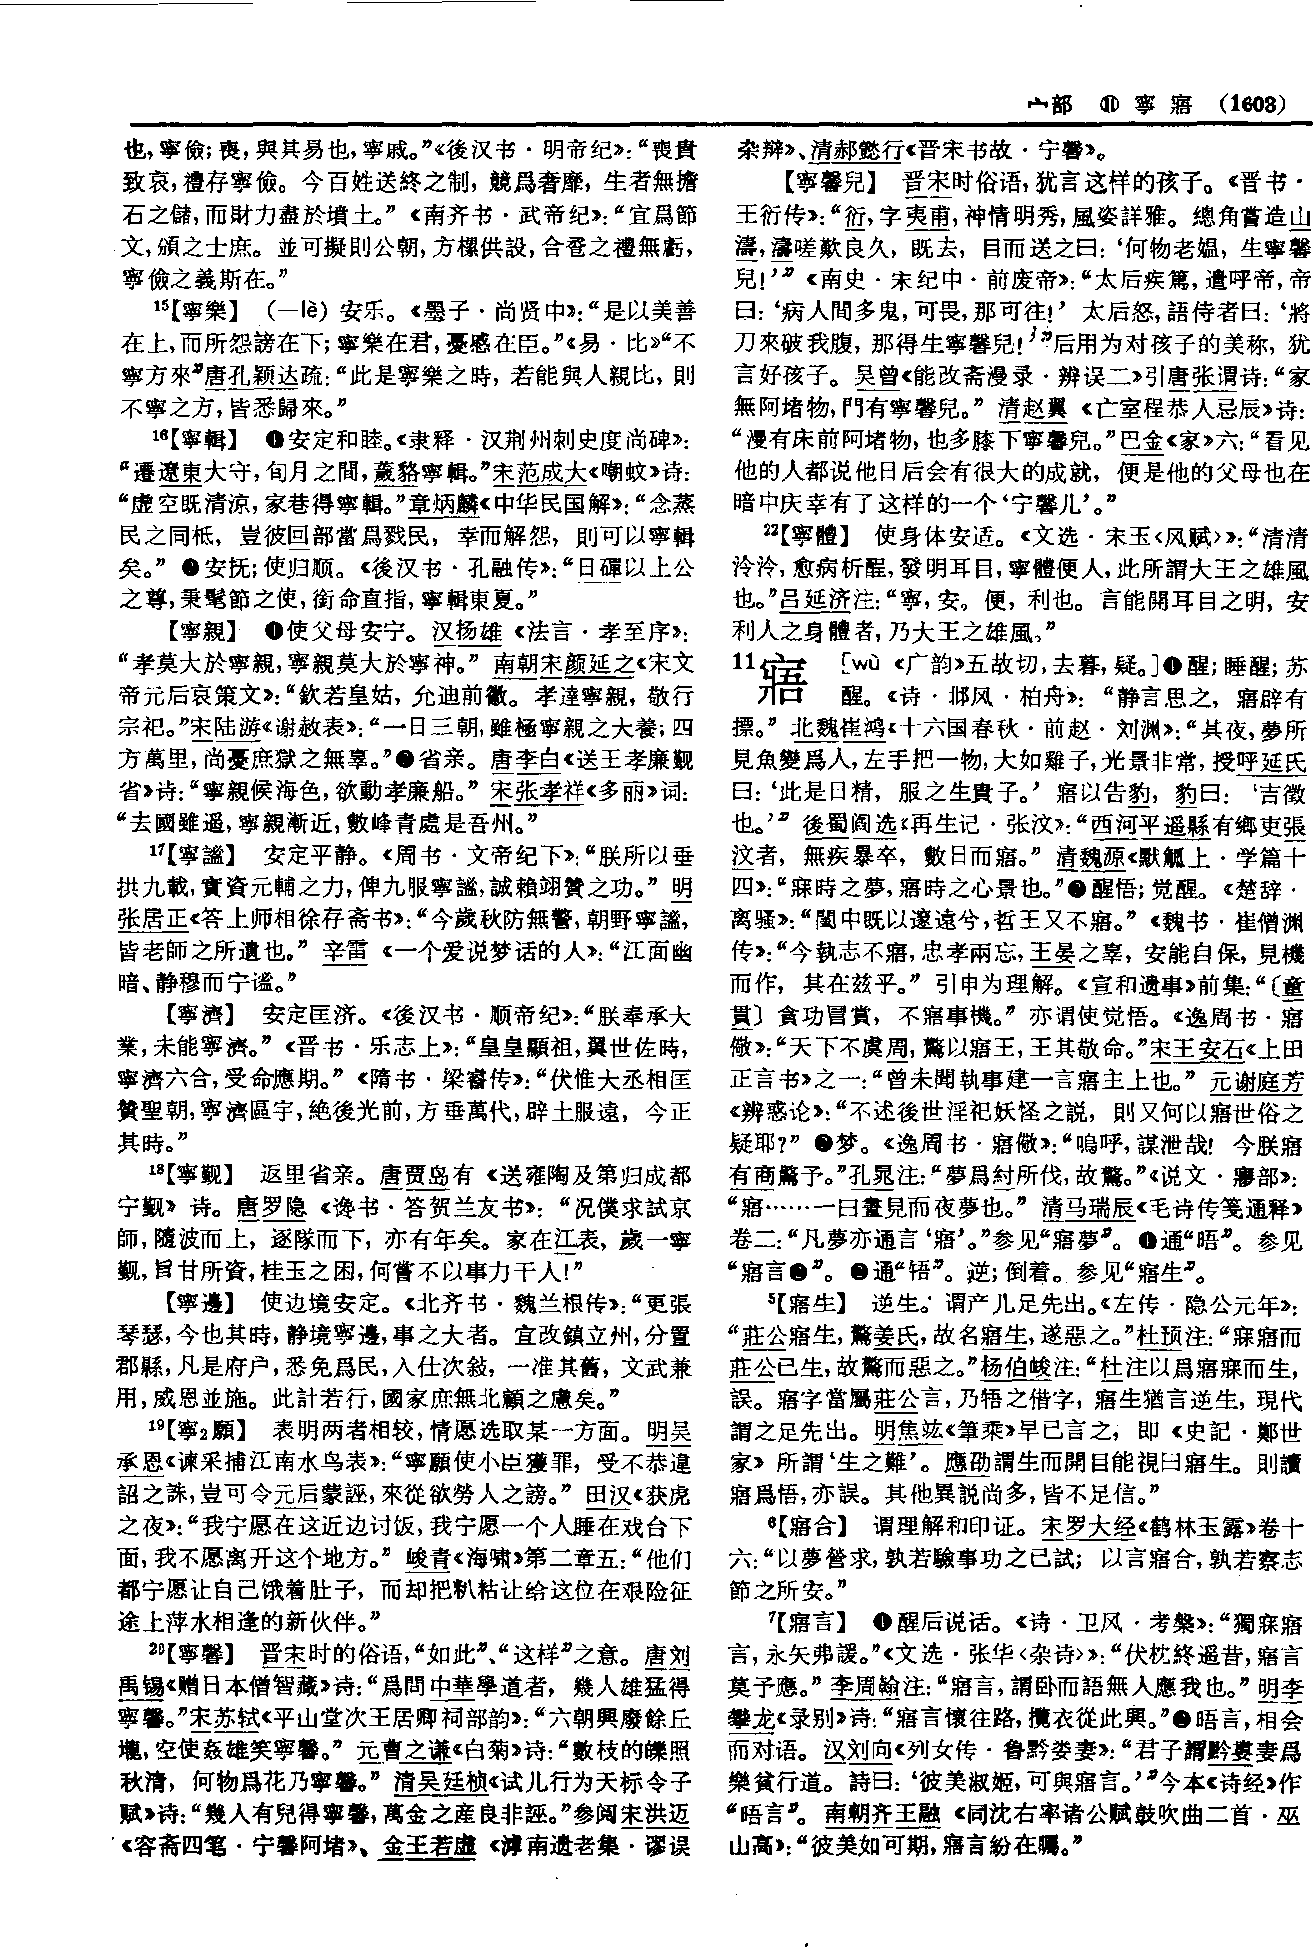 宀部 ⑪ 寧 寤 (1603)
也，寧儉；喪，與其易也，寧戚。”《後汉书·明帝纪》：“喪貴
致哀，禮存寧儉。今百姓送終之制，競爲奢靡，生者無擔
石之儲，而財力盡於墳土。”《南齐书·武帝纪》：“宜爲節
文，頒之士庶。並可擬則公朝，方樏供設，合卺之禮無虧，
寧儉之義斯在。”
15【寧樂】 （—lè）安乐。《墨子·尚贤中》：“是以美善
在上，而所怨謗在下；寧樂在君，憂慼在臣。”《易·比》“不
寧方來”唐孔颖达疏：“此是寧樂之時，若能與人親比，則
不寧之方，皆悉歸來。”
16【寧輯】 ❶安定和睦。《隶释·汉荆州刺史度尚碑》：
“遷遼東大守，旬月之間，薉貉寧輯。”宋范成大《嘲蚊》诗：
“虚空既清涼，家巷得寧輯。”章炳麟《中华民国解》：“念蒸
民之同柢，豈彼回部當爲戮民，幸而解怨，則可以寧輯
矣。” ❷安抚；使归顺。《後汉书·孔融传》：“日磾以上公
之尊，秉髦節之使，銜命直指，寧輯東夏。”
【寧親】 ❶使父母安宁。汉扬雄《法言·孝至序》：
“孝莫大於寧親，寧親莫大於寧神。” 南朝宋颜延之《宋文
帝元后哀策文》：“欽若皇姑，允迪前徽。孝達寧親，敬行
宗祀。”宋陆游《谢赦表》：“一日三朝，雖極寧親之大養；四
方萬里，尚憂庶獄之無辜。”❷省亲。唐李白《送王孝廉觐
省》诗：“寧親候海色，欲動孝廉船。” 宋张孝祥《多丽》词：
“去國雖遥，寧親漸近，數峰青處是吾州。”
17【寧謐】 安定平静。《周书·文帝纪下》：“朕所以垂
拱九載，實資元輔之力，俾九服寧謐，誠賴翊贊之功。” 明
张居正《答上师相徐存斋书》：“今歲秋防無警，朝野寧謐，
皆老師之所遺也。” 辛雷《一个爱说梦话的人》：“江面幽
暗、静穆而宁谧。”
【寧濟】 安定匡济。《後汉书·顺帝纪》：“朕奉承大
業，未能寧濟。”《晋书·乐志上》：“皇皇顯祖，翼世佐時，
寧濟六合，受命應期。”《隋书·梁睿传》：“伏惟大丞相匡
贊聖朝，寧濟區宇，絶後光前，方垂萬代，辟土服遠，今正
其時。”
18【寧觐】 返里省亲。唐贾岛有《送雍陶及第归成都
宁觐》诗。唐罗隐《谗书·答贺兰友书》：“况僕求試京
師，隨波而上，逐隊而下，亦有年矣。家在江表，歲一寧
觐，旨甘所資，桂玉之困，何嘗不以事力干人！”
【寧邊】 使边境安定。《北齐书·魏兰根传》：“更張
琴瑟，今也其時，静境寧邊，事之大者。宜改鎮立州，分置
郡縣，凡是府户，悉免爲民，入仕次敍，一准其舊，文武兼
用，威恩並施。此計若行，國家庶無北顧之慮矣。”
19【寧₂願】 表明两者相较，情愿选取某一方面。明吴
承恩《谏采捕江南水鸟表》：“寧願使小臣獲罪，受不恭違
詔之誅，豈可令元后蒙誣，來從欲勞人之謗。” 田汉《获虎
之夜》：“我宁愿在这近边讨饭，我宁愿一个人睡在戏台下
面，我不愿离开这个地方。” 峻青《海啸》第二章五：“他们
都宁愿让自己饿着肚子，而却把籸粘让给这位在艰险征
途上萍水相逢的新伙伴。”
20【寧馨】 晋宋时的俗语，“如此”、“这样”之意。唐刘
禹锡《赠日本僧智藏》诗：“爲問中華學道者，幾人雄猛得
寧馨。”宋苏轼《平山堂次王居卿祠部韵》：“六朝興廢餘丘
壠，空使姦雄笑寧馨。” 元曹之谦《白菊》诗：“數枝的皪照
秋清，何物爲花乃寧馨。” 清吴廷桢《试儿行为天标令子
赋》诗：“幾人有兒得寧馨，萬金之産良非誣。”参阅宋洪迈
《容斋四笔·宁馨阿堵》、金王若虚《滹南遗老集·谬误
杂辩》、清郝懿行《晋宋书故·宁馨》。
【寧馨兒】 晋宋时俗语，犹言这样的孩子。《晋书·
王衍传》：“衍，字夷甫，神情明秀，風姿詳雅。總角嘗造山
濤，濤嗟歎良久，既去，目而送之曰：‘何物老媪，生寧馨
兒！’”《南史·宋纪中·前废帝》：“太后疾篤，遣呼帝，帝
曰：‘病人間多鬼，可畏，那可往！’太后怒，語侍者曰：‘將
刀來破我腹，那得生寧馨兒！’”后用为对孩子的美称，犹
言好孩子。吴曾《能改斋漫录·辨误二》引唐张谓诗：“家
無阿堵物，門有寧馨兒。” 清赵翼《亡室程恭人忌辰》诗：
“漫有床前阿堵物，也多膝下寧馨兒。”巴金《家》六：“看见
他的人都说他日后会有很大的成就，便是他的父母也在
暗中庆幸有了这样的一个‘宁馨儿’。”
22【寧體】 使身体安适。《文选·宋玉〈风赋〉》：“清清
泠泠，愈病析酲，發明耳目，寧體便人，此所謂大王之雄風
也。”吕延济注：“寧，安。便，利也。言能開耳目之明，安
利人之身體者，乃大王之雄風。”
11寤 ［wù《广韵》五故切，去暮，疑。］❶醒；睡醒；苏
醒。《诗·邶风·柏舟》：“静言思之，寤辟有
摽。” 北魏崔鸿《十六国春秋·前赵·刘渊》：“其夜，夢所
見魚變爲人，左手把一物，大如雞子，光景非常，授呼延氏
曰：‘此是日精，服之生貴子。’寤以告豹，豹曰：‘吉徵
也。’” 後蜀阎选《再生记·张汶》：“西河平遥縣有鄉吏張
汶者，無疾暴卒，數日而寤。” 清魏源《默觚上·学篇十
四》：“寐時之夢，寤時之心景也。”❷醒悟；觉醒。《楚辞·
离骚》：“閨中既以邃遠兮，哲王又不寤。”《魏书·崔僧渊
传》：“今執志不寤，忠孝兩忘，王晏之辜，安能自保，見機
而作，其在兹乎。” 引申为理解。《宣和遗事》前集：“〔童
貫〕貪功冒賞，不寤事機。” 亦谓使觉悟。《逸周书·寤
儆》：“天下不虞周，驚以寤王，王其敬命。”宋王安石《上田
正言书》之一：“曾未聞執事建一言寤主上也。” 元谢庭芳
《辨惑论》：“不述後世淫祀妖怪之説，則又何以寤世俗之
疑耶？” ❸梦。《逸周书·寤儆》：“嗚呼，謀泄哉！今朕寤
有商驚予。”孔晁注：“夢爲紂所伐，故驚。”《说文·㝱部》：
“寤……一曰晝見而夜夢也。” 清马瑞辰《毛诗传笺通释》
卷二：“凡夢亦通言‘寤’。”参见“寤夢”。❹通“晤”。参见
“寤言❷”。❺通“牾”。逆；倒着。参见“寤生”。
5【寤生】 逆生。谓产儿足先出。《左传·隐公元年》：
“莊公寤生，驚姜氏，故名寤生，遂惡之。”杜预注：“寐寤而
莊公已生，故驚而惡之。”杨伯峻注：“杜注以爲寤寐而生，
誤。寤字當屬莊公言，乃牾之借字，寤生猶言逆生，現代
謂之足先出。明焦竑《筆乘》早已言之，即《史記·鄭世
家》所謂‘生之難’。應劭謂生而開目能視曰寤生。則讀
寤爲悟，亦誤。其他異説尚多，皆不足信。”
6【寤合】 谓理解和印证。宋罗大经《鹤林玉露》卷十
六：“以夢營求，孰若驗事功之已試；以言寤合，孰若察志
節之所安。”
7【寤言】 ❶醒后说话。《诗·卫风·考槃》：“獨寐寤
言，永矢弗諼。”《文选·张华〈杂诗〉》：“伏枕終遥昔，寤言
莫予應。” 李周翰注：“寤言，謂卧而語無人應我也。”明李
攀龙《录别》诗：“寤言懷往路，攬衣從此興。”❷晤言，相会
而对语。汉刘向《列女传·鲁黔娄妻》：“君子謂黔婁妻爲
樂貧行道。詩曰：‘彼美淑姬，可與寤言。’”今本《诗经》作
“晤言”。南朝齐王融《同沈右率诸公赋鼓吹曲二首·巫
山高》：“彼美如可期，寤言紛在矚。”